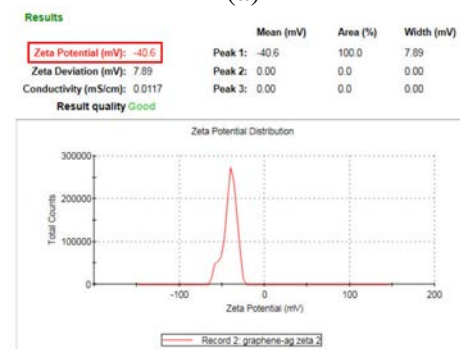 Results
Mean (mV) Area (%) Width (mV)
Zeta Potential (mV): -40.6 Peak 1: -40.6 100.0 7.89
Zeta Deviation (mV): 7.89 Peak 2: 0.00 0.0 0.00
Conductivity (mS/cm): 0.0117 Peak 3: 0.00 0.0 0.00
Result quality Good
Zeta Potential Distribution
300000
200000
Total Counts
100000
0
-100 0 100 200
Zeta Potential (mV)
Record 2: graphene-ag zeta 2